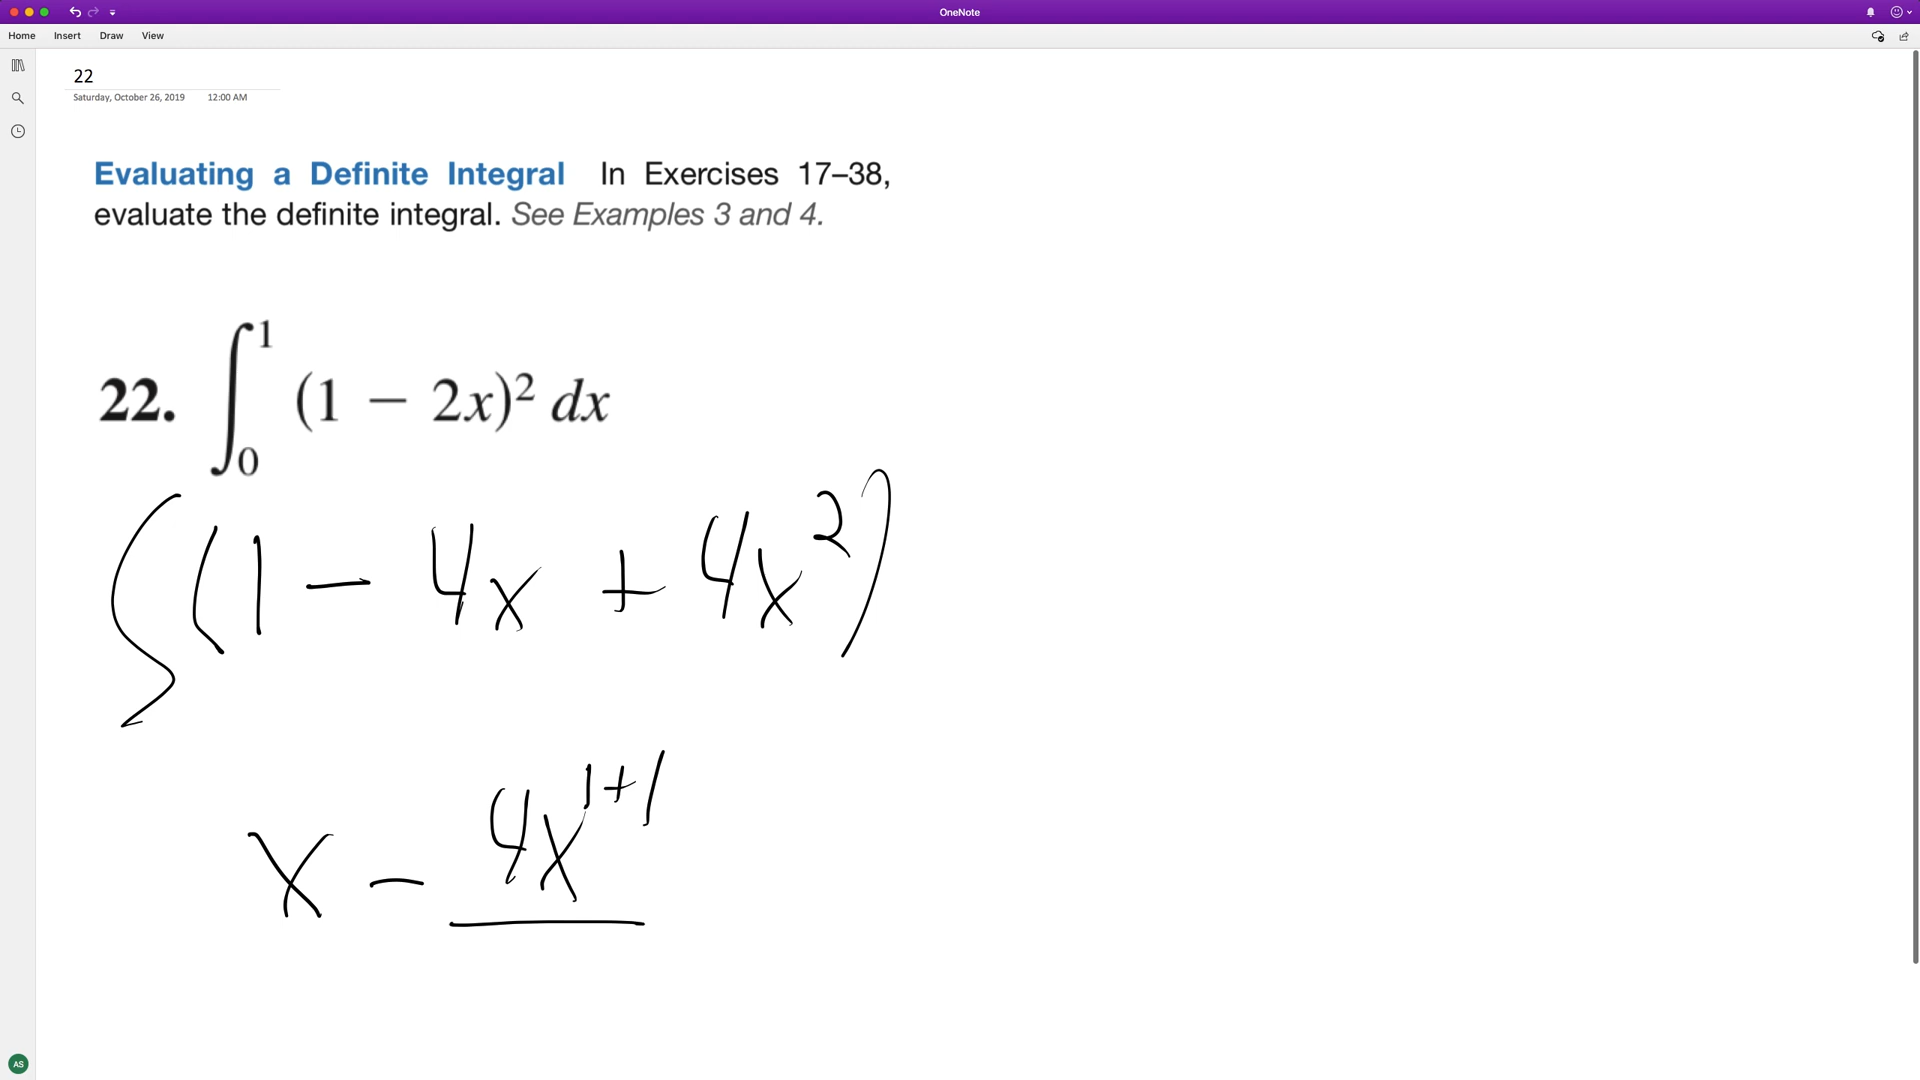 OneNote
Home Insert Draw View
22
Saturday, October 26, 2019 12:00 AM
Evaluating a Definite Integral In Exercises 17–38,
evaluate the definite integral. See Examples 3 and 4.
22. ∫₀¹ (1 − 2x)² dx
∫(1 − 4x + 4x²)
x − 4x¹⁺¹
AS